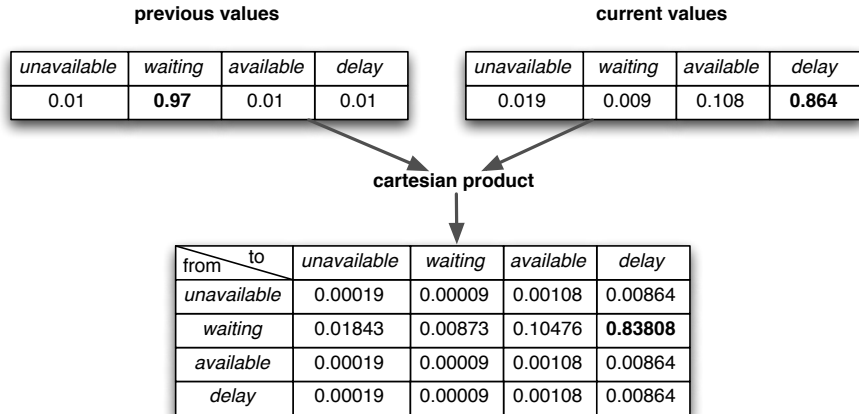 previous values
current values
unavailable waiting available delay
0.01 0.97 0.01 0.01
unavailable waiting available delay
0.019 0.009 0.108 0.864
cartesian product
from to unavailable waiting available delay
unavailable 0.00019 0.00009 0.00108 0.00864
waiting 0.01843 0.00873 0.10476 0.83808
available 0.00019 0.00009 0.00108 0.00864
delay 0.00019 0.00009 0.00108 0.00864